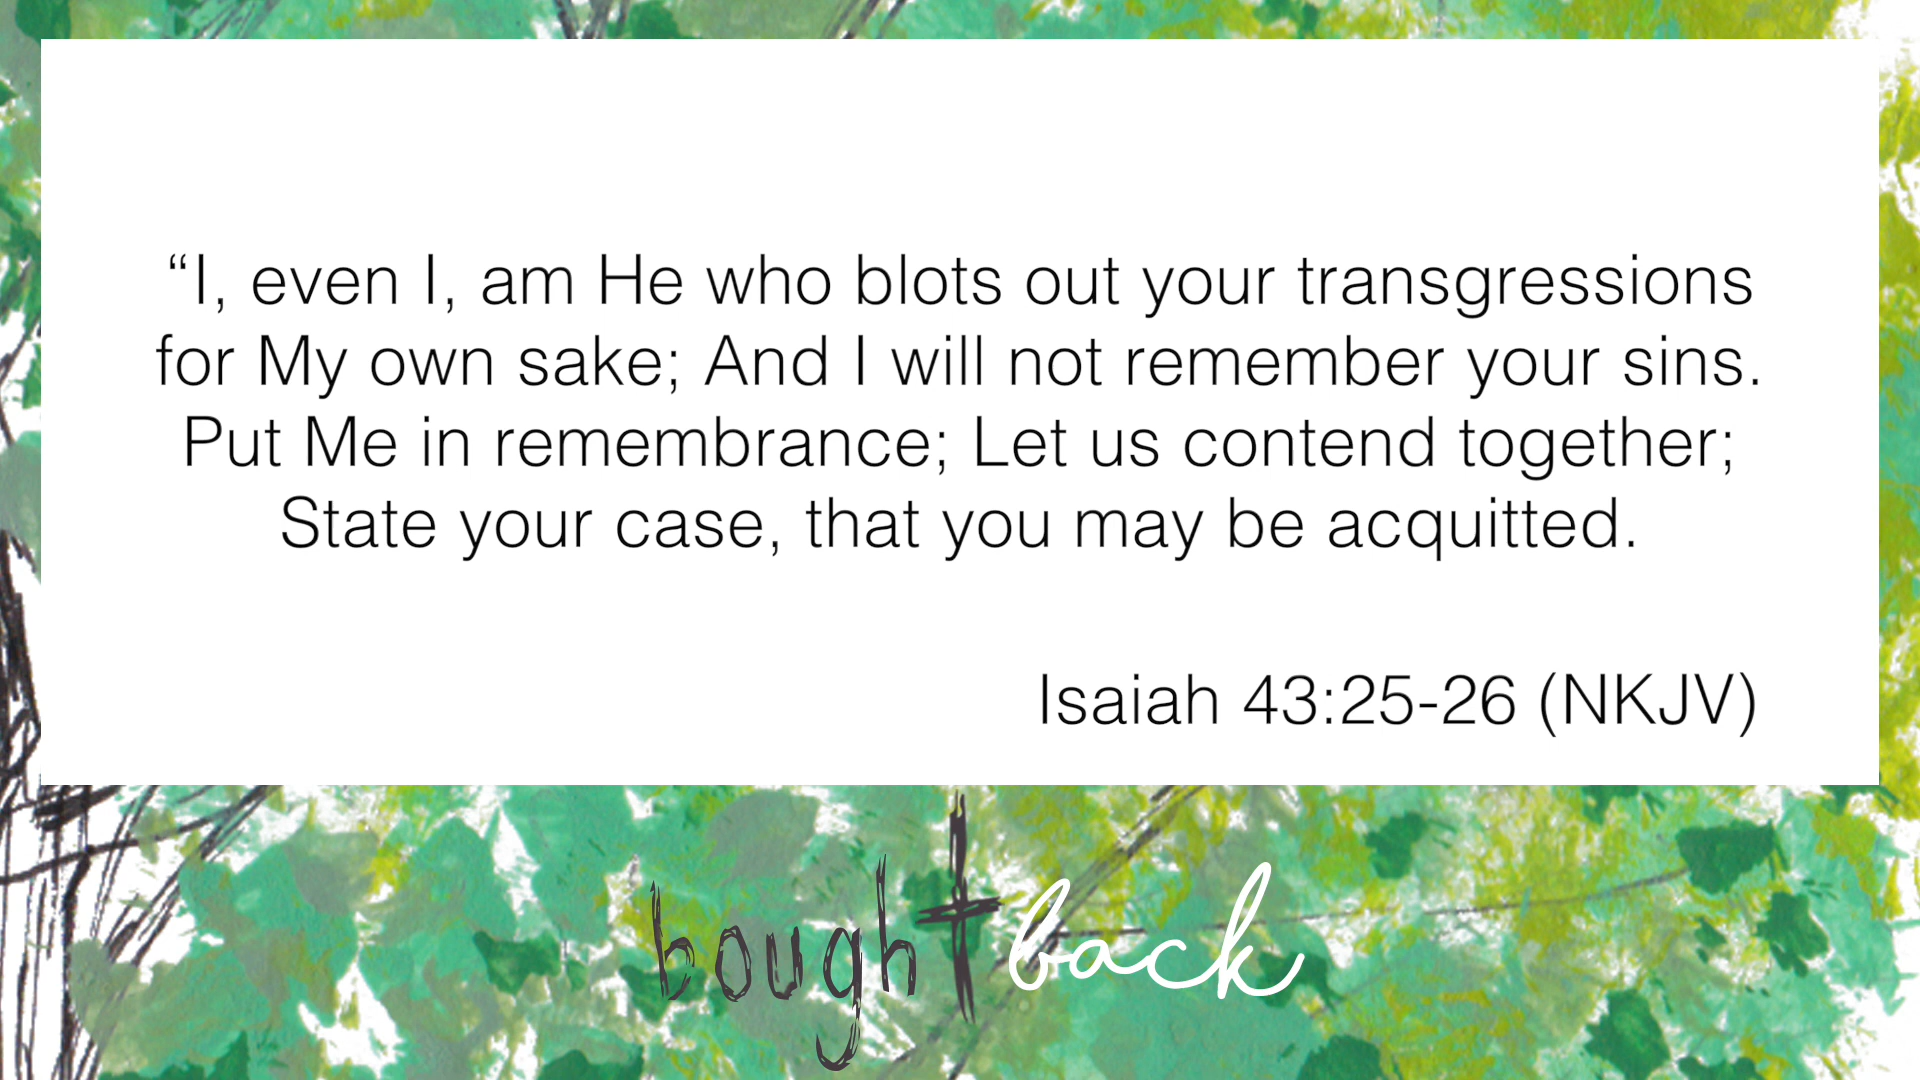 “I, even I, am He who blots out your transgressions
for My own sake; And I will not remember your sins.
Put Me in remembrance; Let us contend together;
State your case, that you may be acquitted.
Isaiah 43:25-26 (NKJV)
bought back